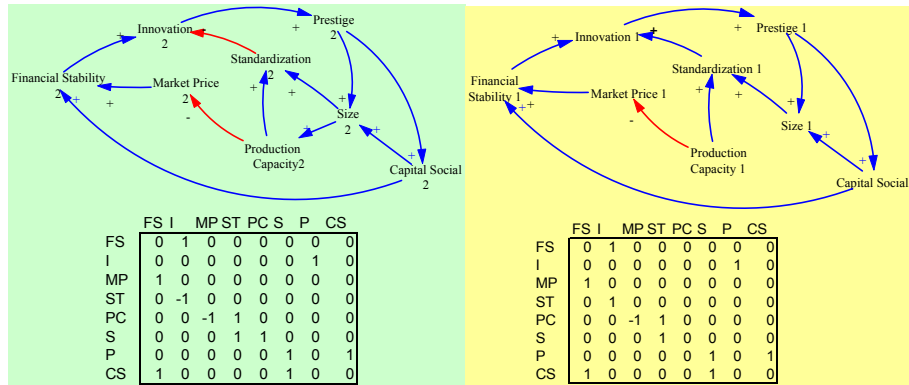 Innovation
2
-
Prestige
2
+
+
Standardization
2
Financial Stability
2
+
Market Price
2
+
+
+
-
+
+
Size
2
+
Production
Capacity2
+
Capital Social
2
FS I MP ST PC S P CS
FS 0 1 0 0 0 0 0 0
I 0 0 0 0 0 0 1 0
MP 1 0 0 0 0 0 0 0
ST 0 -1 0 0 0 0 0 0
PC 0 0 -1 1 0 0 0 0
S 0 0 0 1 1 0 0 0
P 0 0 0 0 0 1 0 1
CS 1 0 0 0 0 1 0 0
Innovation 1
+
+
+
Prestige 1
Standardization 1
Financial
Stability 1
+
+
Market Price 1
+
+
-
+
Size 1
+
Production
Capacity 1
+
Capital Social
FS I MP ST PC S P CS
FS 0 1 0 0 0 0 0 0
I 0 0 0 0 0 0 1 0
MP 1 0 0 0 0 0 0 0
ST 0 1 0 0 0 0 0 0
PC 0 0 -1 1 0 0 0 0
S 0 0 0 1 0 0 0 0
P 0 0 0 0 0 1 0 1
CS 1 0 0 0 0 1 0 0